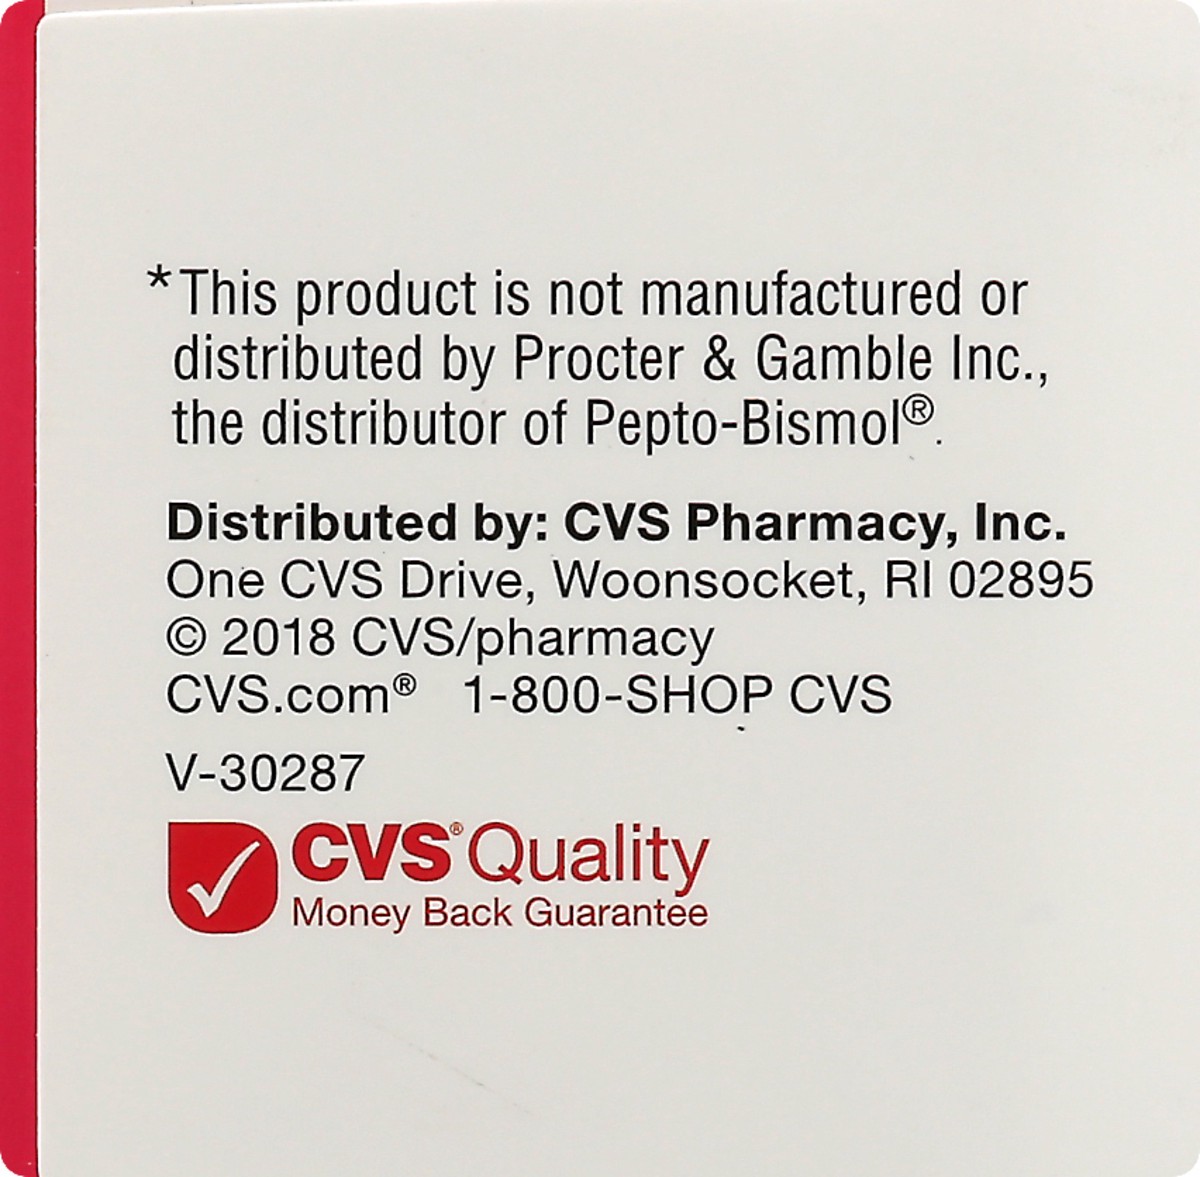 *This product is not manufactured or
distributed by Procter & Gamble Inc.,
the distributor of Pepto-Bismol®.
Distributed by: CVS Pharmacy, Inc.
One CVS Drive, Woonsocket, RI 02895
© 2018 CVS/pharmacy
CVS.com® 1-800-SHOP CVS
V-30287
CVS® Quality
Money Back Guarantee